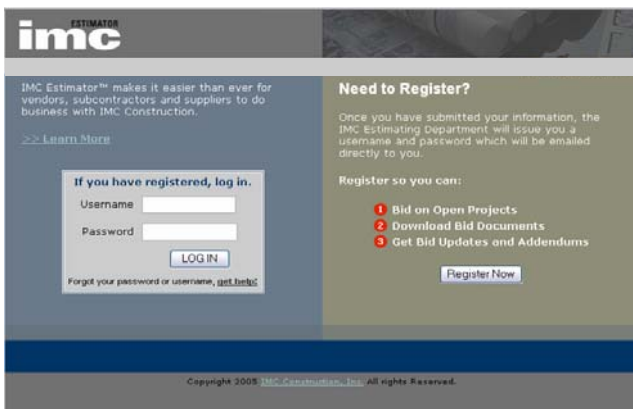 ESTIMATOR
imc
IMC Estimator™ makes it easier than ever for
vendors, subcontractors and suppliers to do
business with IMC Construction.
>> Learn More
If you have registered, log in.
Username
Password
LOG IN
Forgot your password or username, get help!
Need to Register?
Once you have submitted your information, the
IMC Estimating Department will issue you a
username and password which will be emailed
directly to you.
Register so you can:
1 Bid on Open Projects
2 Download Bid Documents
3 Get Bid Updates and Addendums
Register Now
Copyright 2005 IMC Construction, Inc. All rights Reserved.